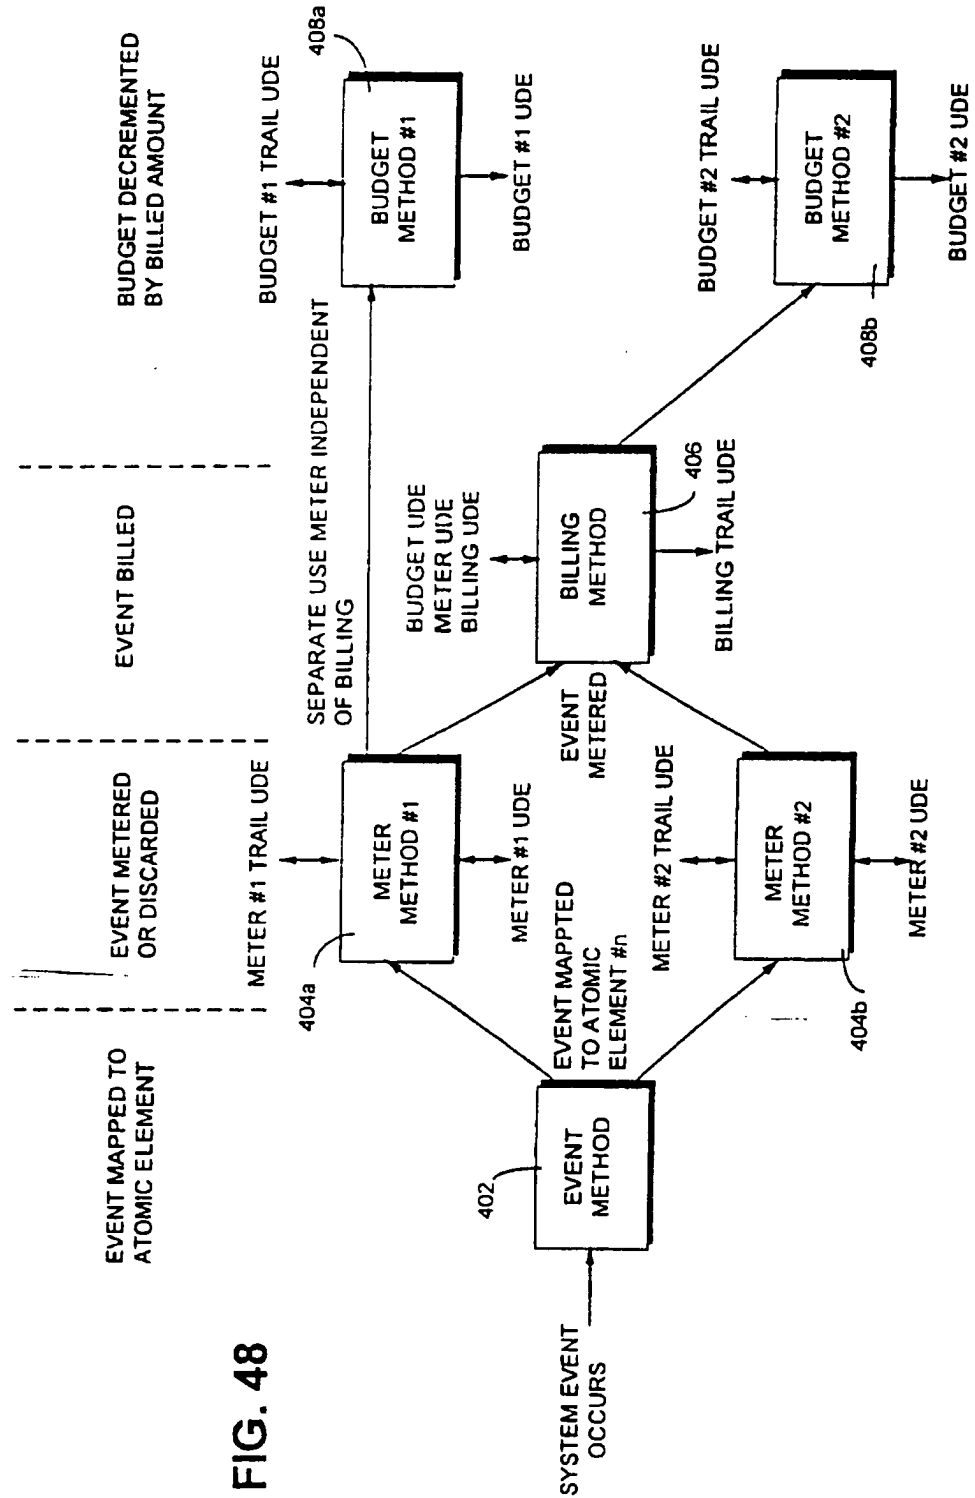 FIG. 48
EVENT MAPPED TO
ATOMIC ELEMENT
EVENT METERED
OR DISCARDED
EVENT BILLED
BUDGET DECREMENTED
BY BILLED AMOUNT
SYSTEM EVENT
OCCURS
402
EVENT
METHOD
EVENT MAPPTED
TO ATOMIC
ELEMENT #n
METER #1 TRAIL UDE
404a
METER
METHOD #1
METER #1 UDE
METER #2 TRAIL UDE
METER
METHOD #2
404b
METER #2 UDE
SEPARATE USE METER INDEPENDENT
OF BILLING
EVENT
METERED
BUDGET UDE
METER UDE
BILLING UDE
BILLING
METHOD
406
BILLING TRAIL UDE
BUDGET #1 TRAIL UDE
408a
BUDGET
METHOD #1
BUDGET #1 UDE
BUDGET #2 TRAIL UDE
BUDGET
METHOD #2
408b
BUDGET #2 UDE